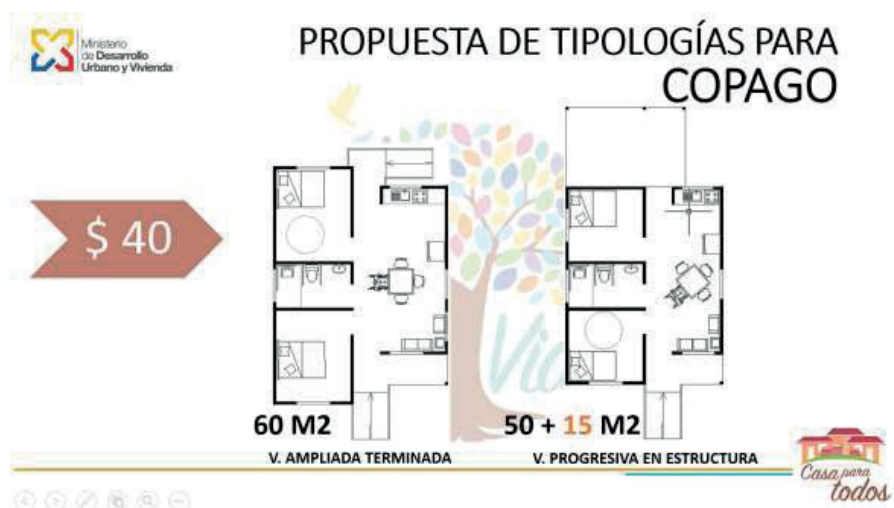 Ministerio
de Desarrollo
Urbano y Vivienda
PROPUESTA DE TIPOLOGÍAS PARA
COPAGO
$ 40
Vida
60 M2
50 + 15 M2
V. AMPLIADA TERMINADA
V. PROGRESIVA EN ESTRUCTURA
Casa para
todos